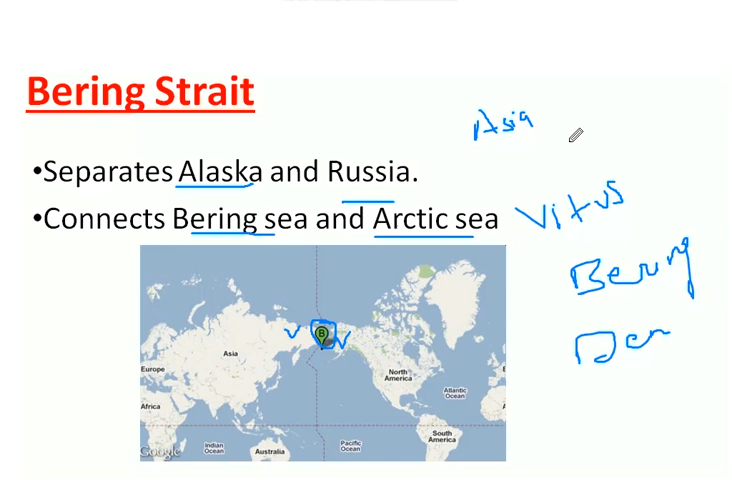 Bering Strait
Asia
•Separates Alaska and Russia.
•Connects Bering sea and Arctic sea
Vitus
Bering
Den
B
Asia
Europe
North
America
Atlantic
Ocean
Africa
South
America
Indian
Ocean
Australia
Pacific
Ocean
Google